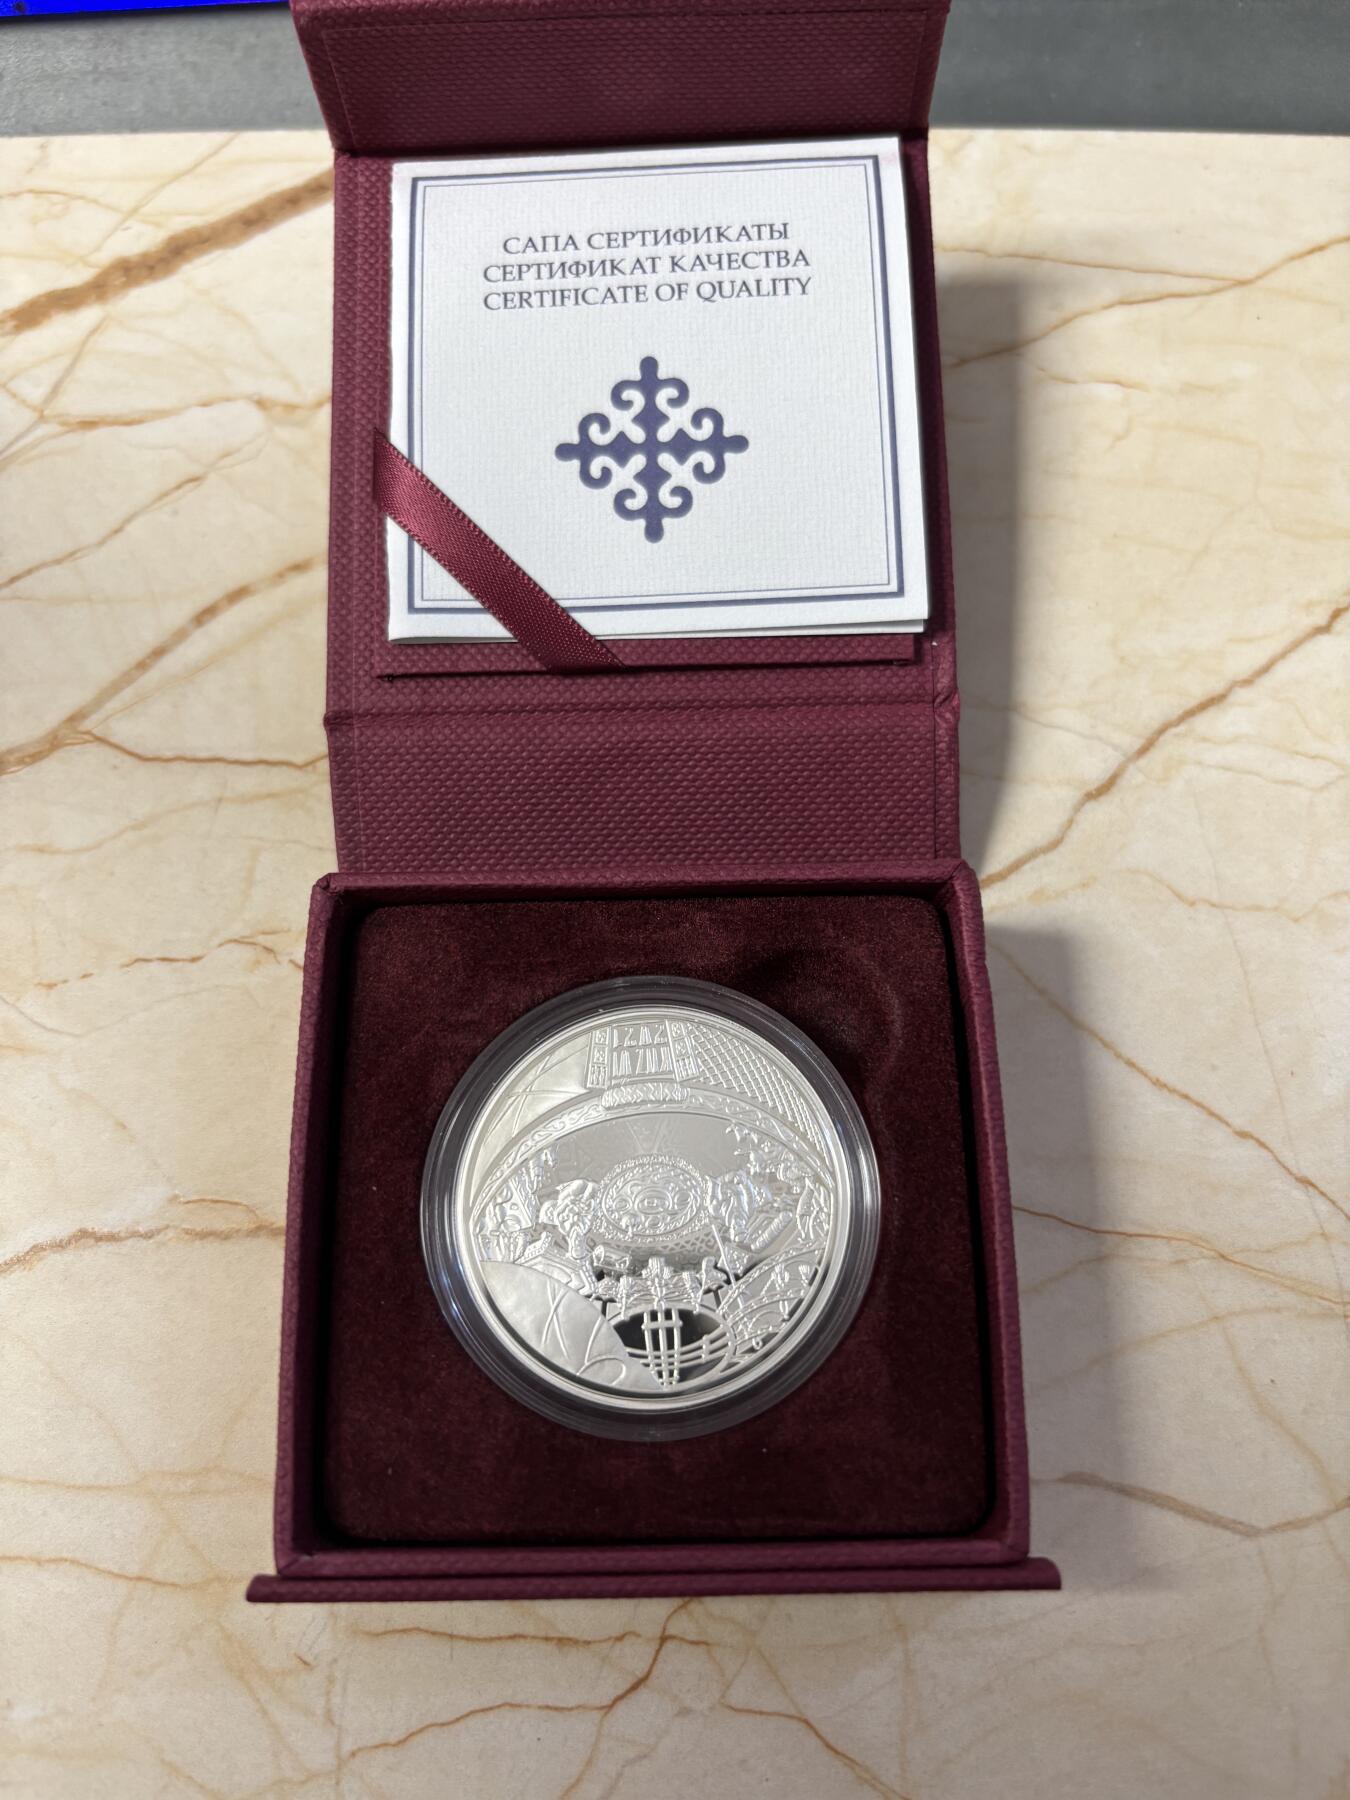 САПА СЕРТИФИКАТЫ
СЕРТИФИКАТ КАЧЕСТВА
CERTIFICATE OF QUALITY